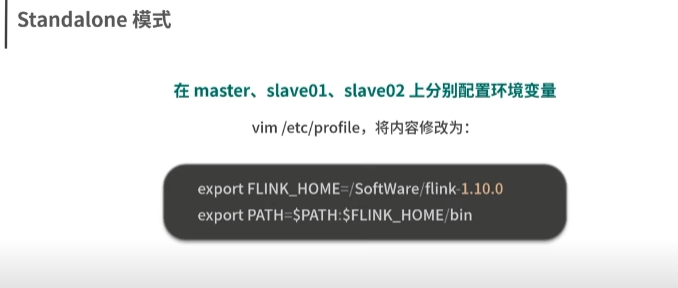 Standalone 模式
在 master、slave01、slave02 上分别配置环境变量
vim /etc/profile，将内容修改为：
export FLINK_HOME=/SoftWare/flink-1.10.0
export PATH=$PATH:$FLINK_HOME/bin